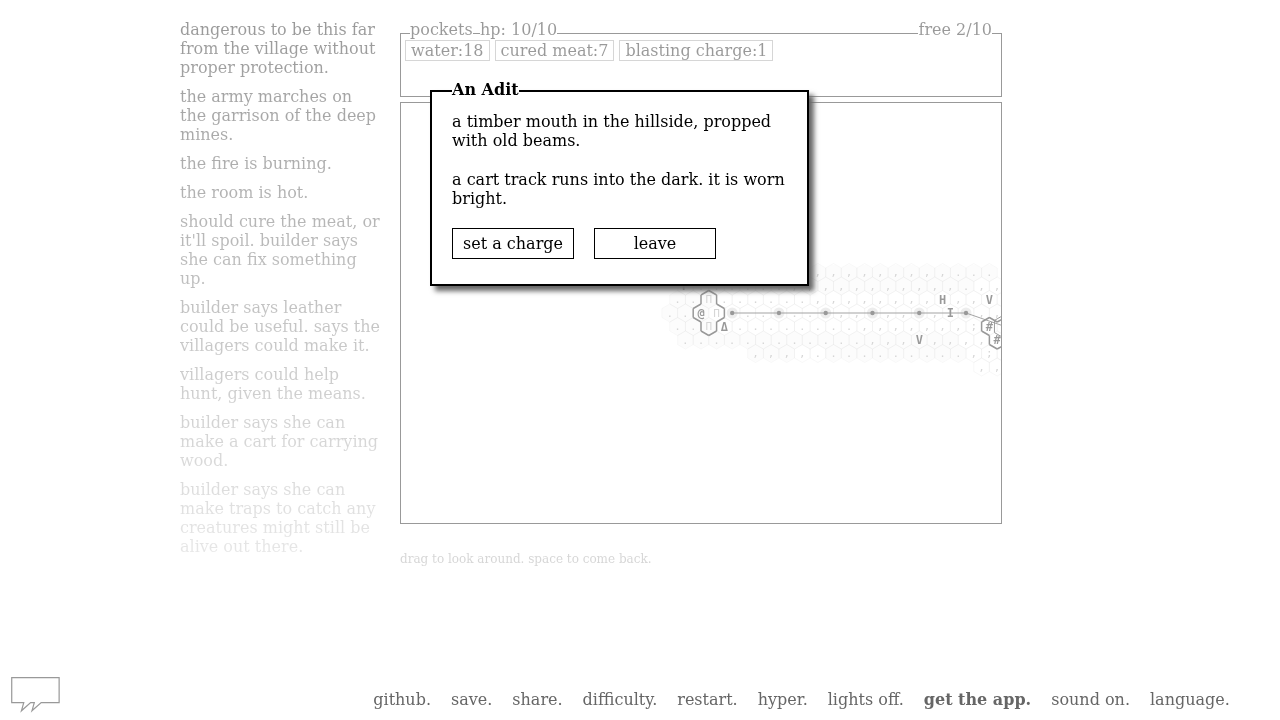 dangerous to be this far
from the village without
proper protection.
the army marches on
the garrison of the deep
mines.
the fire is burning.
the room is hot.
should cure the meat, or
it'll spoil. builder says
she can fix something
up.
builder says leather
could be useful. says the
villagers could make it.
villagers could help
hunt, given the means.
builder says she can
make a cart for carrying
wood.
builder says she can
make traps to catch any
creatures might still be
alive out there.
pockets hp: 10/10 free 2/10
water:18 cured meat:7 blasting charge:1
An Adit
a timber mouth in the hillside, propped
with old beams.
a cart track runs into the dark. it is worn
bright.
set a charge leave
H V
@ I
Δ #
V #
drag to look around. space to come back.
github. save. share. difficulty. restart. hyper. lights off. get the app. sound on. language.